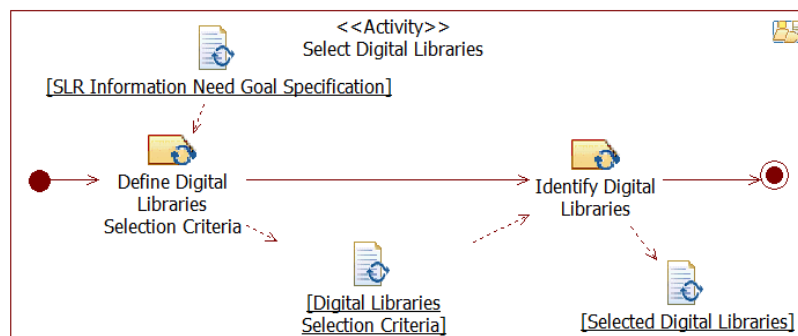 <<Activity>>
Select Digital Libraries
[SLR Information Need Goal Specification]
Define Digital
Libraries
Selection Criteria
Identify Digital
Libraries
[Digital Libraries
Selection Criteria]
[Selected Digital Libraries]